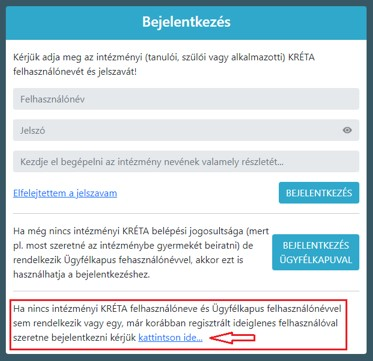 Bejelentkezés
Kérjük adja meg az intézményi (tanulói, szülői vagy alkalmazotti) KRÉTA
felhasználónevét és jelszavát!
Felhasználónév
Jelszó
Kezdje el begépelni az intézmény nevének valamely részletét...
Elfelejtettem a jelszavam
BEJELENTKEZÉS
Ha még nincs intézményi KRÉTA belépési jogosultsága (mert
pl. most szeretné az intézménybe gyermekét beiratni) de
rendelkezik Ügyfélkapus fehasználónévvel, akkor ezt is
használhatja a bejelentkezéshez.
BEJELENTKEZÉS
ÜGYFÉLKAPUVAL
Ha nincs intézményi KRÉTA felhasználóneve és Ügyfélkapus felhasználónévvel
sem rendelkezik vagy egy, már korábban regisztrált ideiglenes felhasználóval
szeretne bejelentkezni kérjük kattintson ide...